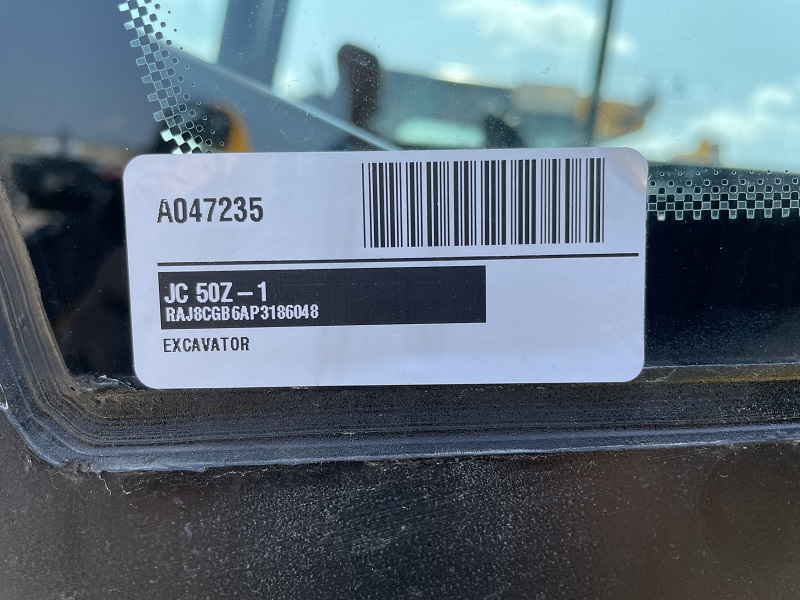 A047235
JC 50Z-1
RAJ8CGB6AP3186048
EXCAVATOR